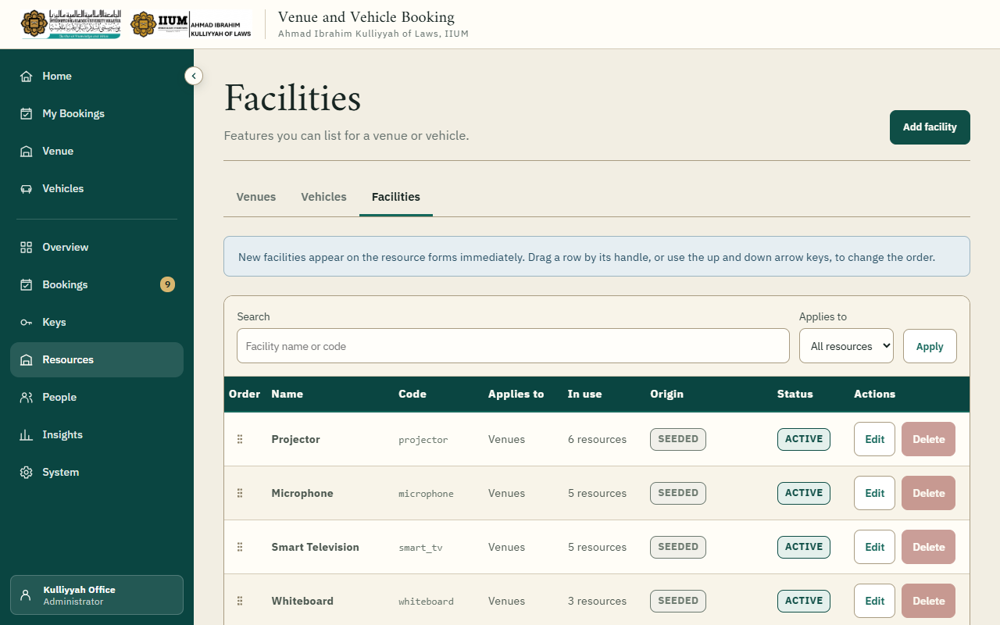 IIUM
AHMAD IBRAHIM
KULLIYYAH OF LAWS
Venue and Vehicle Booking
Ahmad Ibrahim Kulliyyah of Laws, IIUM
Home
My Bookings
Venue
Vehicles
Overview
Bookings 9
Keys
Resources
People
Insights
System
Kulliyyah Office
Administrator
Facilities
Features you can list for a venue or vehicle.
Add facility
Venues Vehicles Facilities
New facilities appear on the resource forms immediately. Drag a row by its handle, or use the up and down arrow keys, to change the order.
Search Applies to
Facility name or code All resources Apply
Order Name Code Applies to In use Origin Status Actions
Projector projector Venues 6 resources SEEDED ACTIVE Edit Delete
Microphone microphone Venues 5 resources SEEDED ACTIVE Edit Delete
Smart Television smart_tv Venues 5 resources SEEDED ACTIVE Edit Delete
Whiteboard whiteboard Venues 3 resources SEEDED ACTIVE Edit Delete